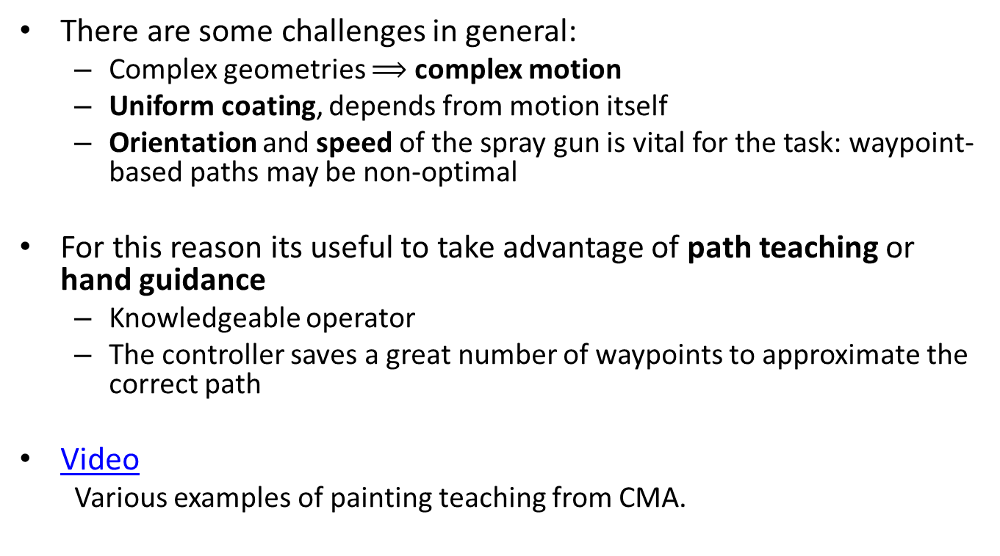 • There are some challenges in general:
– Complex geometries ⟹ complex motion
– Uniform coating, depends from motion itself
– Orientation and speed of the spray gun is vital for the task: waypoint-
based paths may be non-optimal
• For this reason its useful to take advantage of path teaching or
hand guidance
– Knowledgeable operator
– The controller saves a great number of waypoints to approximate the
correct path
• Video
Various examples of painting teaching from CMA.